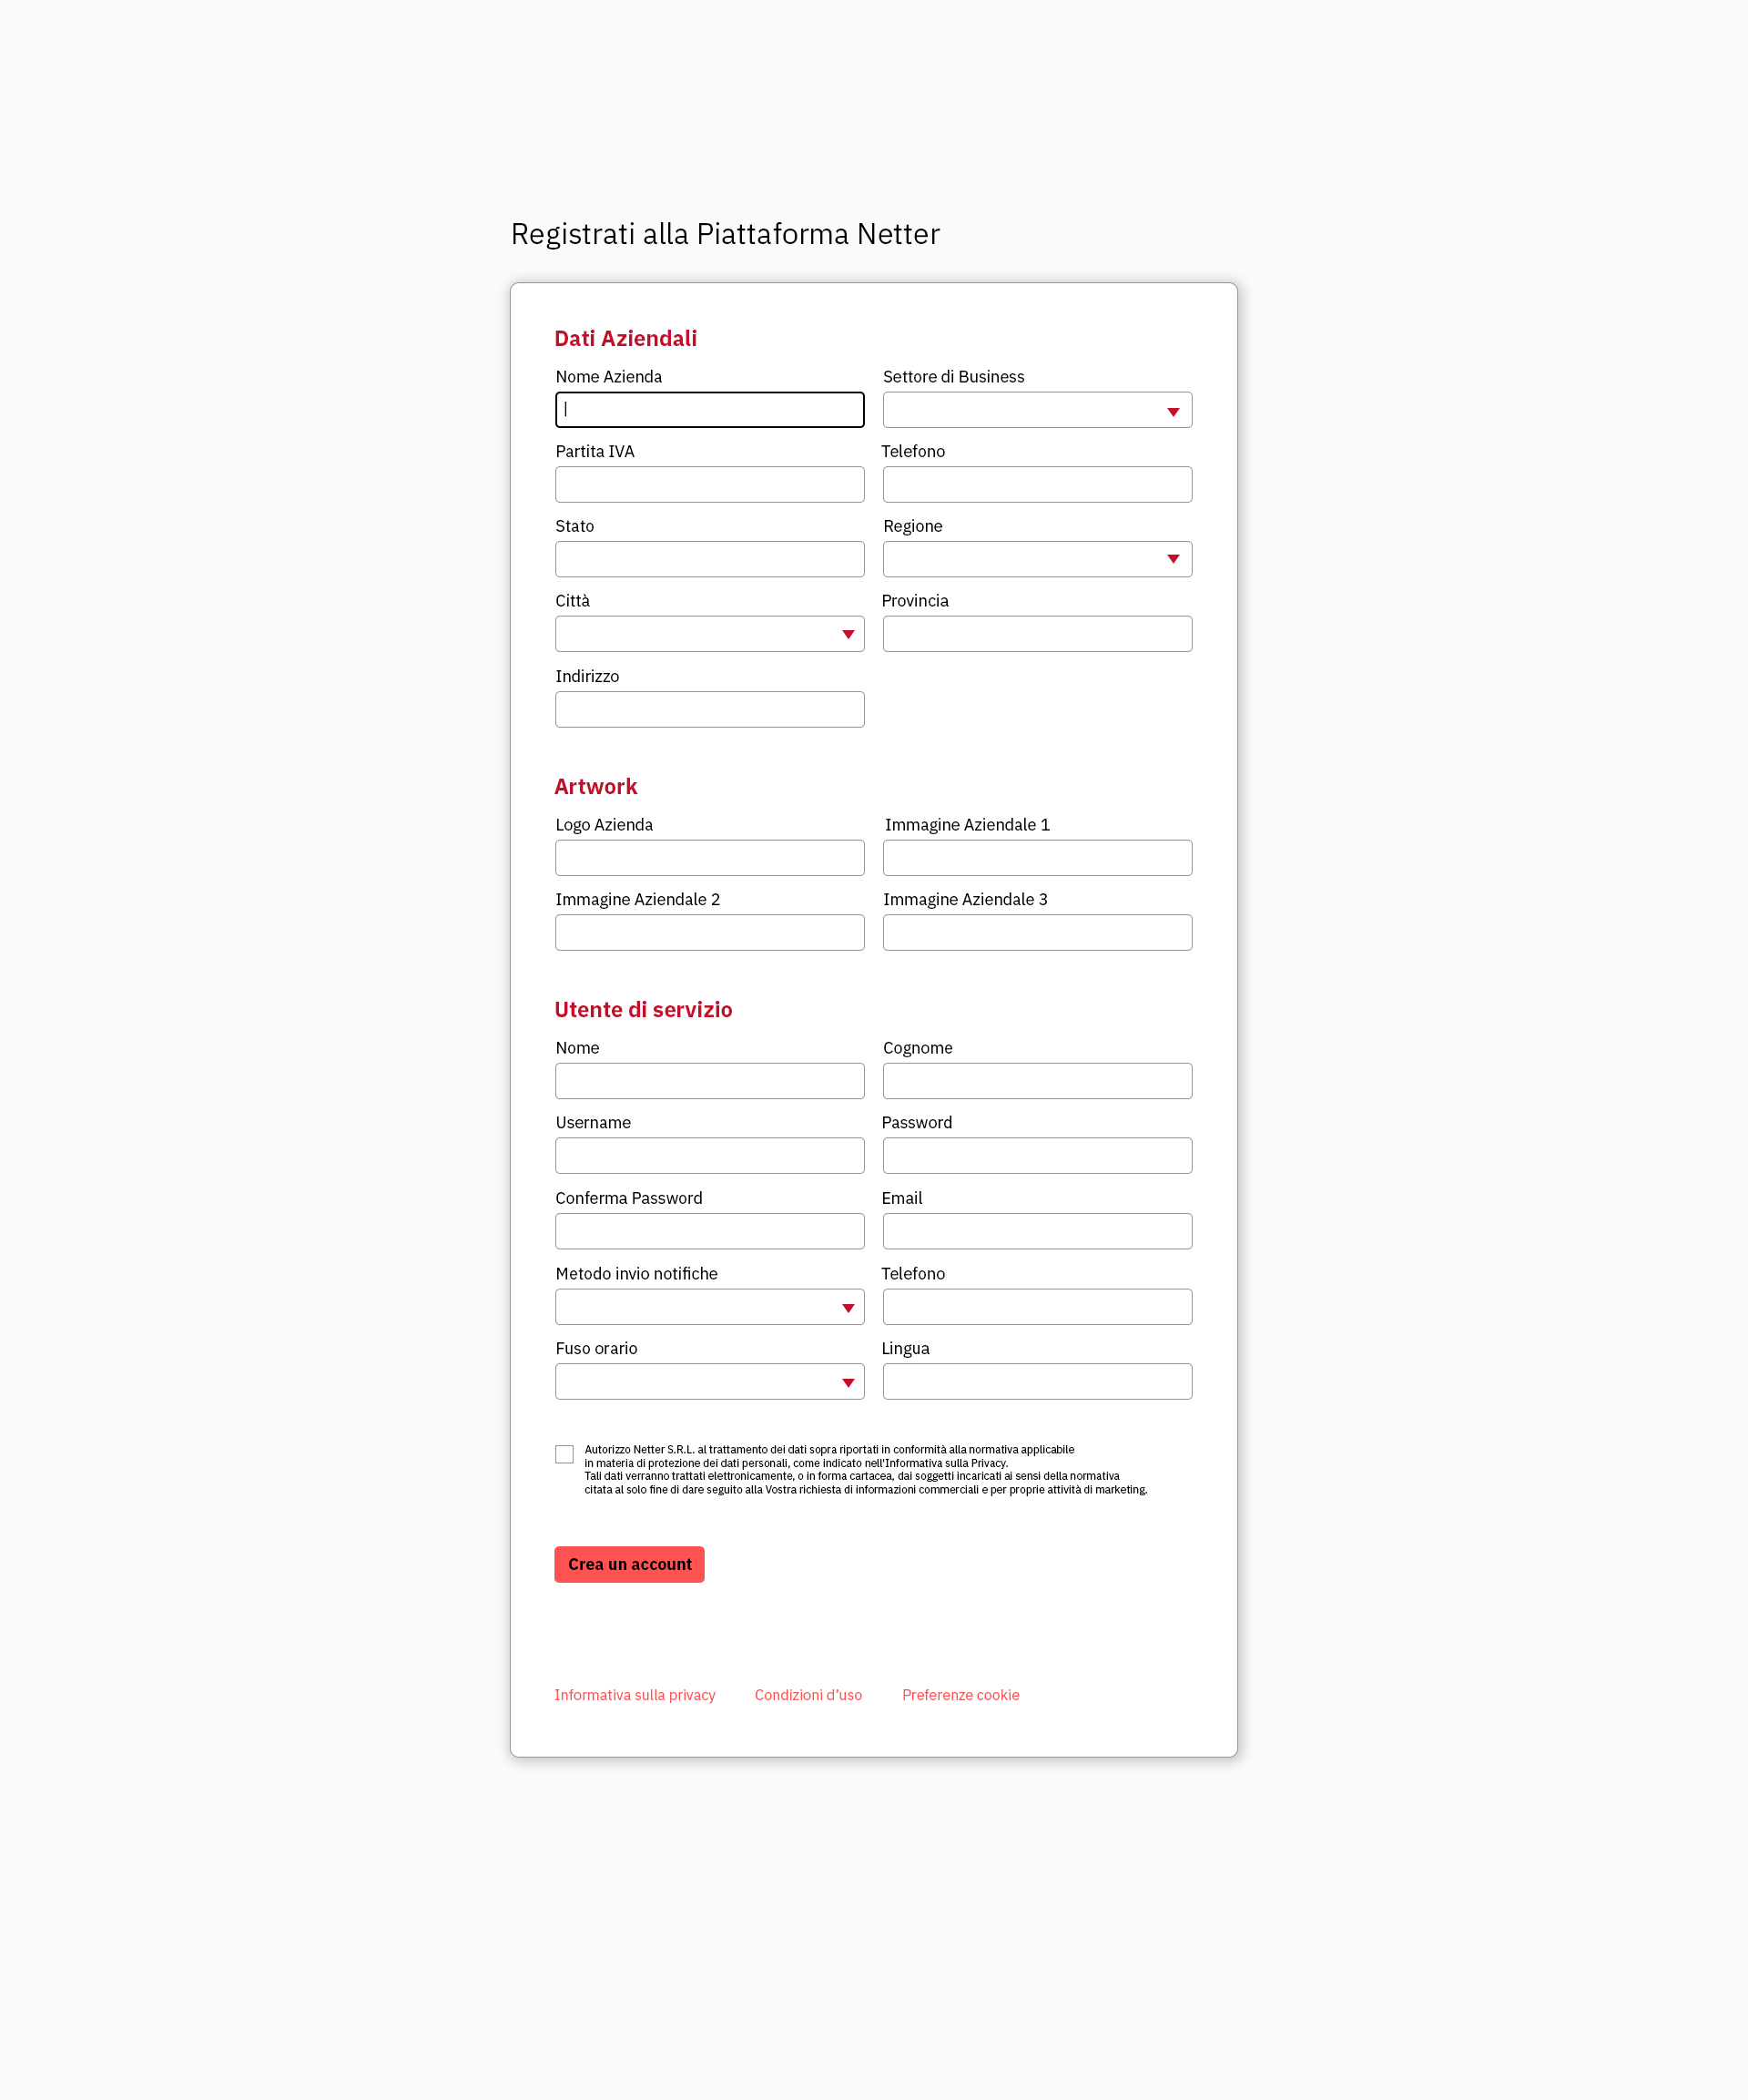 Registrati alla Piattaforma Netter
Dati Aziendali
Nome Azienda
Settore di Business
Partita IVA
Telefono
Stato
Regione
Città
Provincia
Indirizzo
Artwork
Logo Azienda
Immagine Aziendale 1
Immagine Aziendale 2
Immagine Aziendale 3
Utente di servizio
Nome
Cognome
Username
Password
Conferma Password
Email
Metodo invio notifiche
Telefono
Fuso orario
Lingua
Autorizzo Netter S.R.L. al trattamento dei dati sopra riportati in conformità alla normativa applicabile
in materia di protezione dei dati personali, come indicato nell'Informativa sulla Privacy.
Tali dati verranno trattati elettronicamente, o in forma cartacea, dai soggetti incaricati ai sensi della normativa
citata al solo fine di dare seguito alla Vostra richiesta di informazioni commerciali e per proprie attività di marketing.
Crea un account
Informativa sulla privacy
Condizioni d’uso
Preferenze cookie